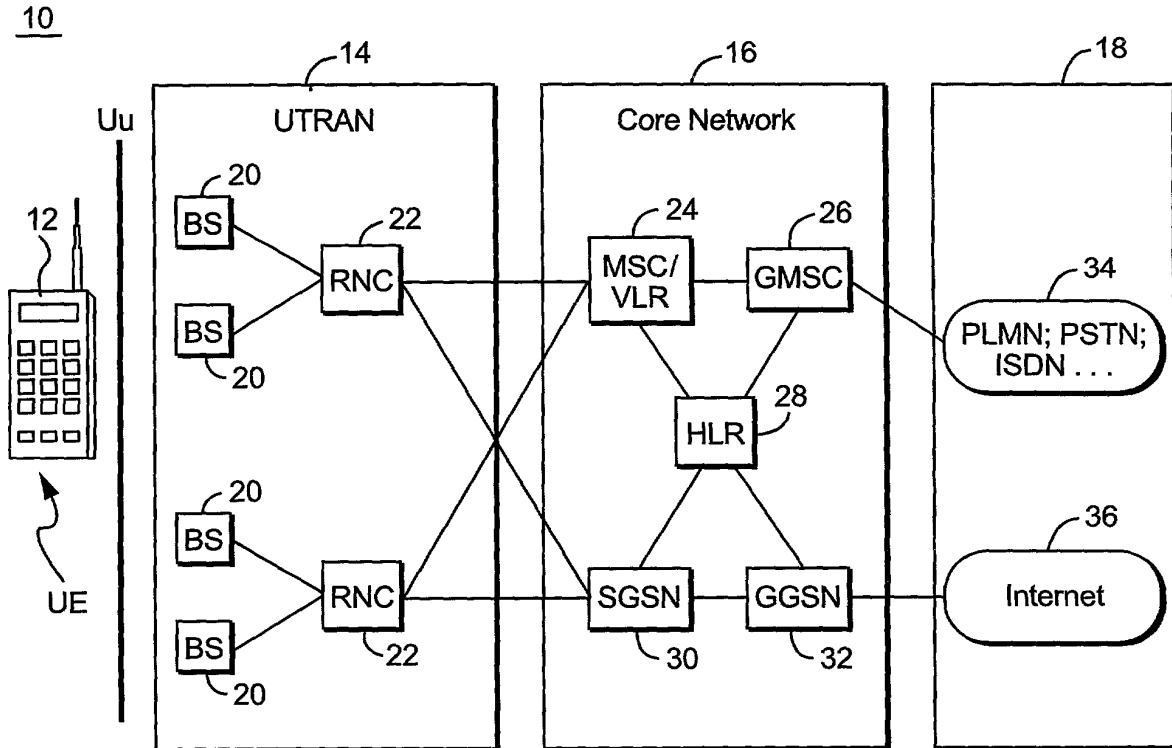 10
14
16
18
Uu
UTRAN
Core Network
20
BS
12
22
RNC
24
MSC/
VLR
26
GMSC
34
PLMN; PSTN;
ISDN . . .
BS
20
28
HLR
20
BS
36
Internet
UE
RNC
22
SGSN
30
GGSN
32
BS
20